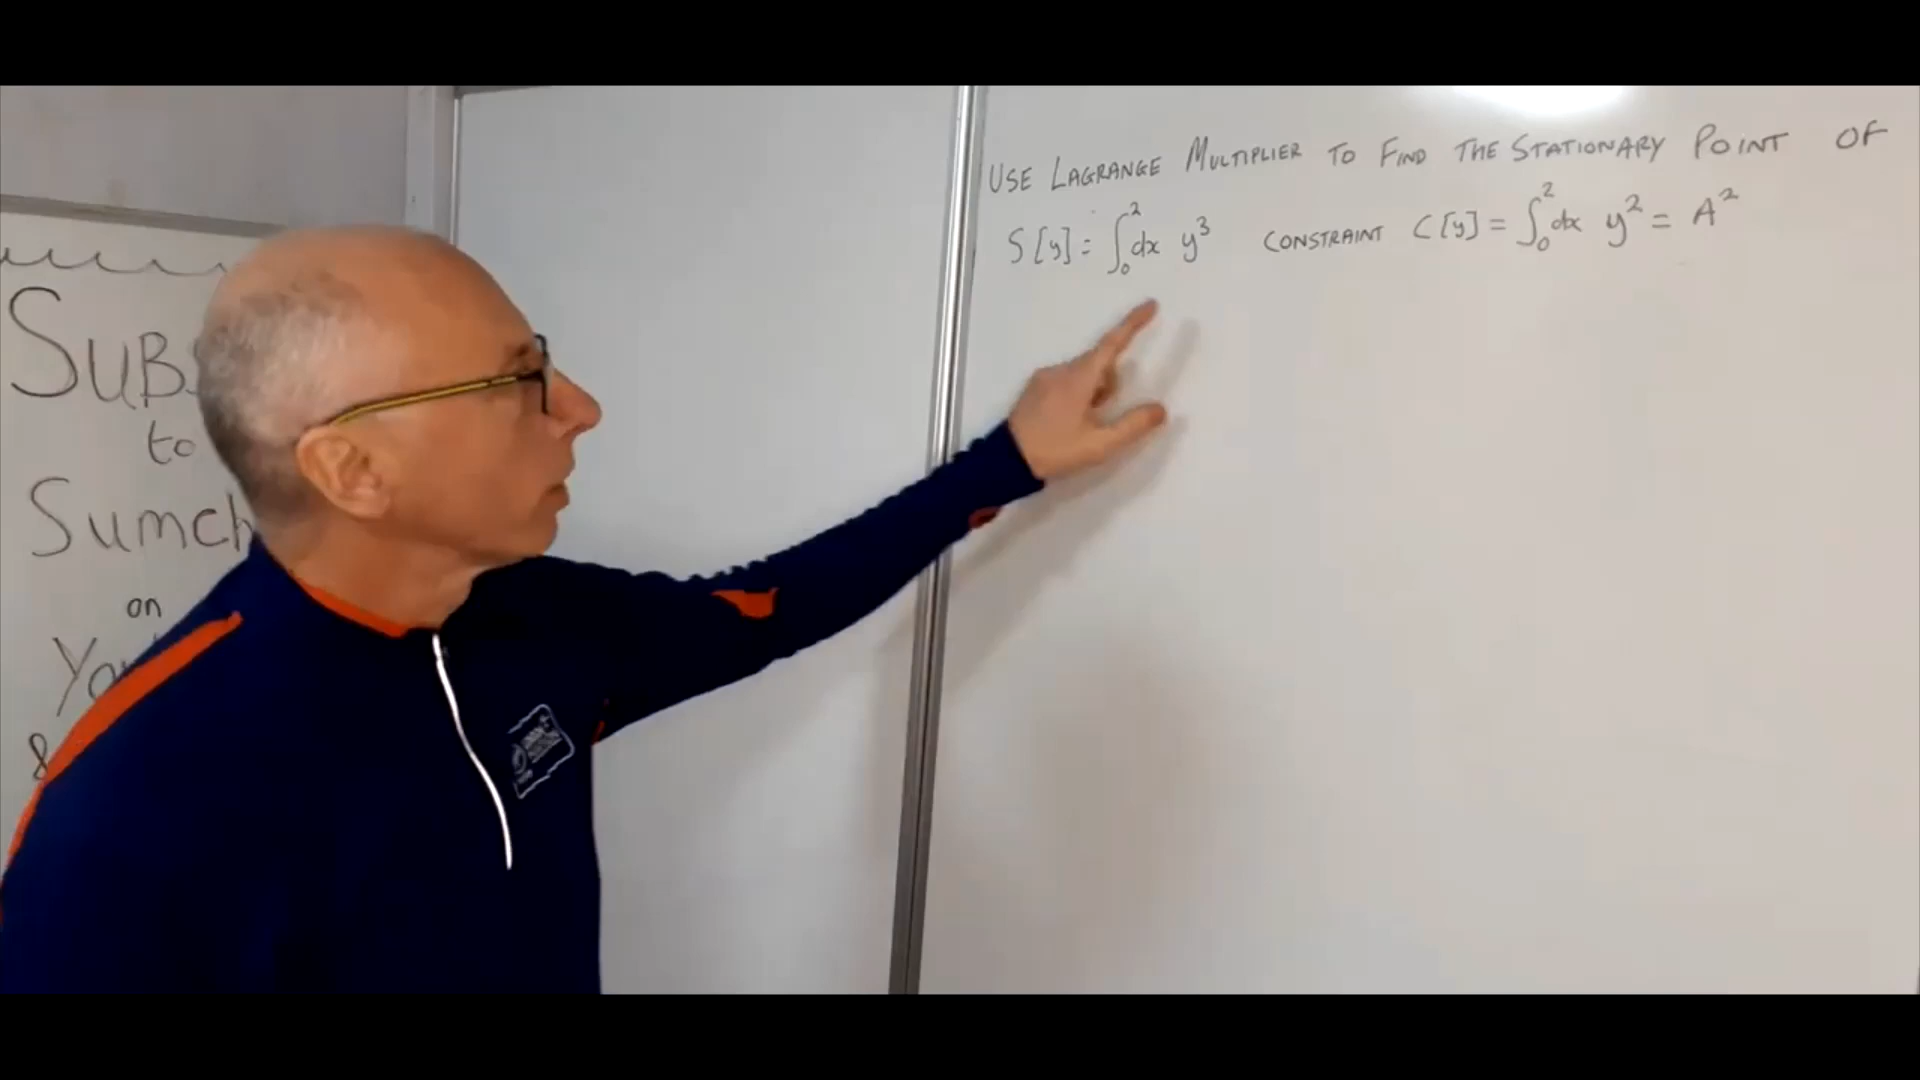 USE LAGRANGE MULTIPLIER TO FIND THE STATIONARY POINT OF
S[y] = ∫₀² dx y³ CONSTRAINT C[y] = ∫₀² dx y² = A²
SUB
to
Sumch
on
You
&